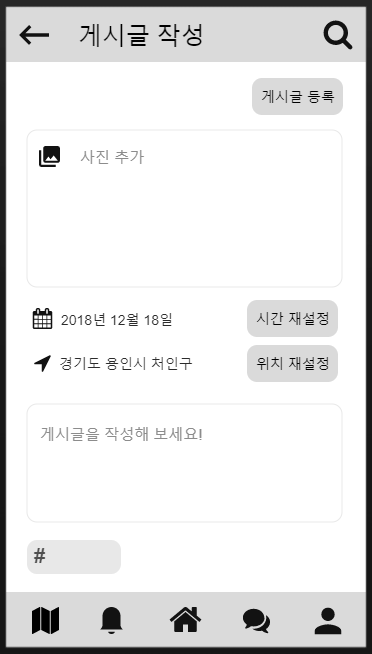 게시글 작성
게시글 등록
사진 추가
2018년 12월 18일
시간 재설정
경기도 용인시 처인구
위치 재설정
게시글을 작성해 보세요!
#